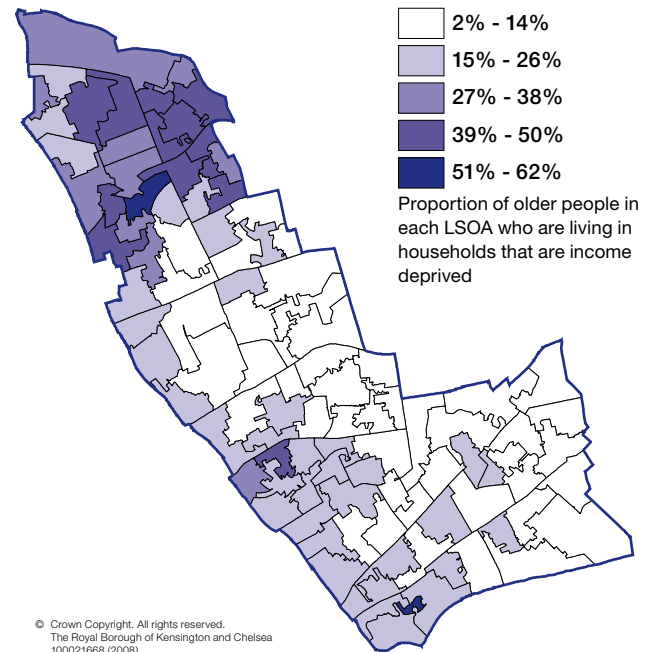 2% - 14%
15% - 26%
27% - 38%
39% - 50%
51% - 62%
Proportion of older people in
each LSOA who are living in
households that are income
deprived
© Crown Copyright. All rights reserved.
The Royal Borough of Kensington and Chelsea
100021668 (2008)